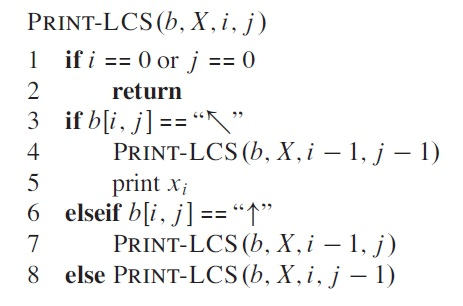 PRINT-LCS(b, X, i, j)
1 if i == 0 or j == 0
2 return
3 if b[i, j] == “↖”
4 PRINT-LCS(b, X, i − 1, j − 1)
5 print xᵢ
6 elseif b[i, j] == “↑”
7 PRINT-LCS(b, X, i − 1, j)
8 else PRINT-LCS(b, X, i, j − 1)